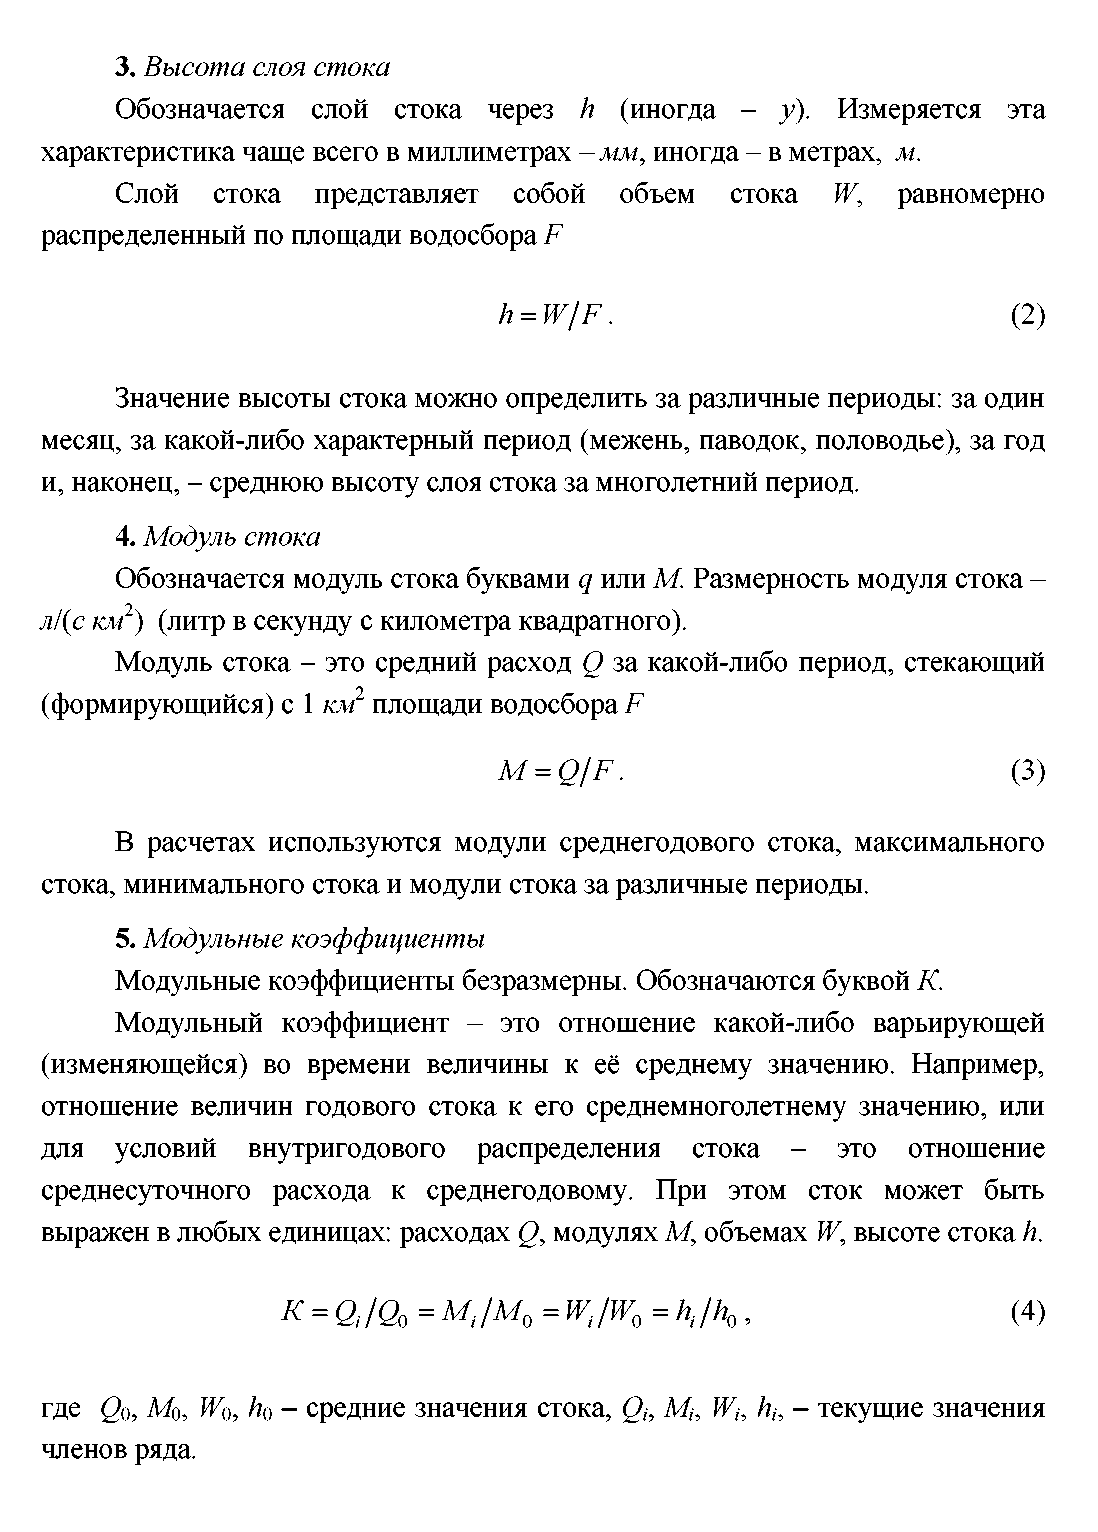 3. Высота слоя стока
Обозначается слой стока через h (иногда – y). Измеряется эта
характеристика чаще всего в миллиметрах – мм, иногда – в метрах, м.
Слой стока представляет собой объем стока W, равномерно
распределенный по площади водосбора F
h = W/F . (2)
Значение высоты стока можно определить за различные периоды: за один
месяц, за какой-либо характерный период (межень, паводок, половодье), за год
и, наконец, – среднюю высоту слоя стока за многолетний период.
4. Модуль стока
Обозначается модуль стока буквами q или M. Размерность модуля стока –
л/(с км²) (литр в секунду с километра квадратного).
Модуль стока – это средний расход Q за какой-либо период, стекающий
(формирующийся) с 1 км² площади водосбора F
M = Q/F . (3)
В расчетах используются модули среднегодового стока, максимального
стока, минимального стока и модули стока за различные периоды.
5. Модульные коэффициенты
Модульные коэффициенты безразмерны. Обозначаются буквой К.
Модульный коэффициент – это отношение какой-либо варьирующей
(изменяющейся) во времени величины к её среднему значению. Например,
отношение величин годового стока к его среднемноголетнему значению, или
для условий внутригодового распределения стока – это отношение
среднесуточного расхода к среднегодовому. При этом сток может быть
выражен в любых единицах: расходах Q, модулях M, объемах W, высоте стока h.
К = Qᵢ/Q₀ = Mᵢ/M₀ = Wᵢ/W₀ = hᵢ/h₀ , (4)
где Q₀, M₀, W₀, h₀ – средние значения стока, Qᵢ, Mᵢ, Wᵢ, hᵢ, – текущие значения
членов ряда.